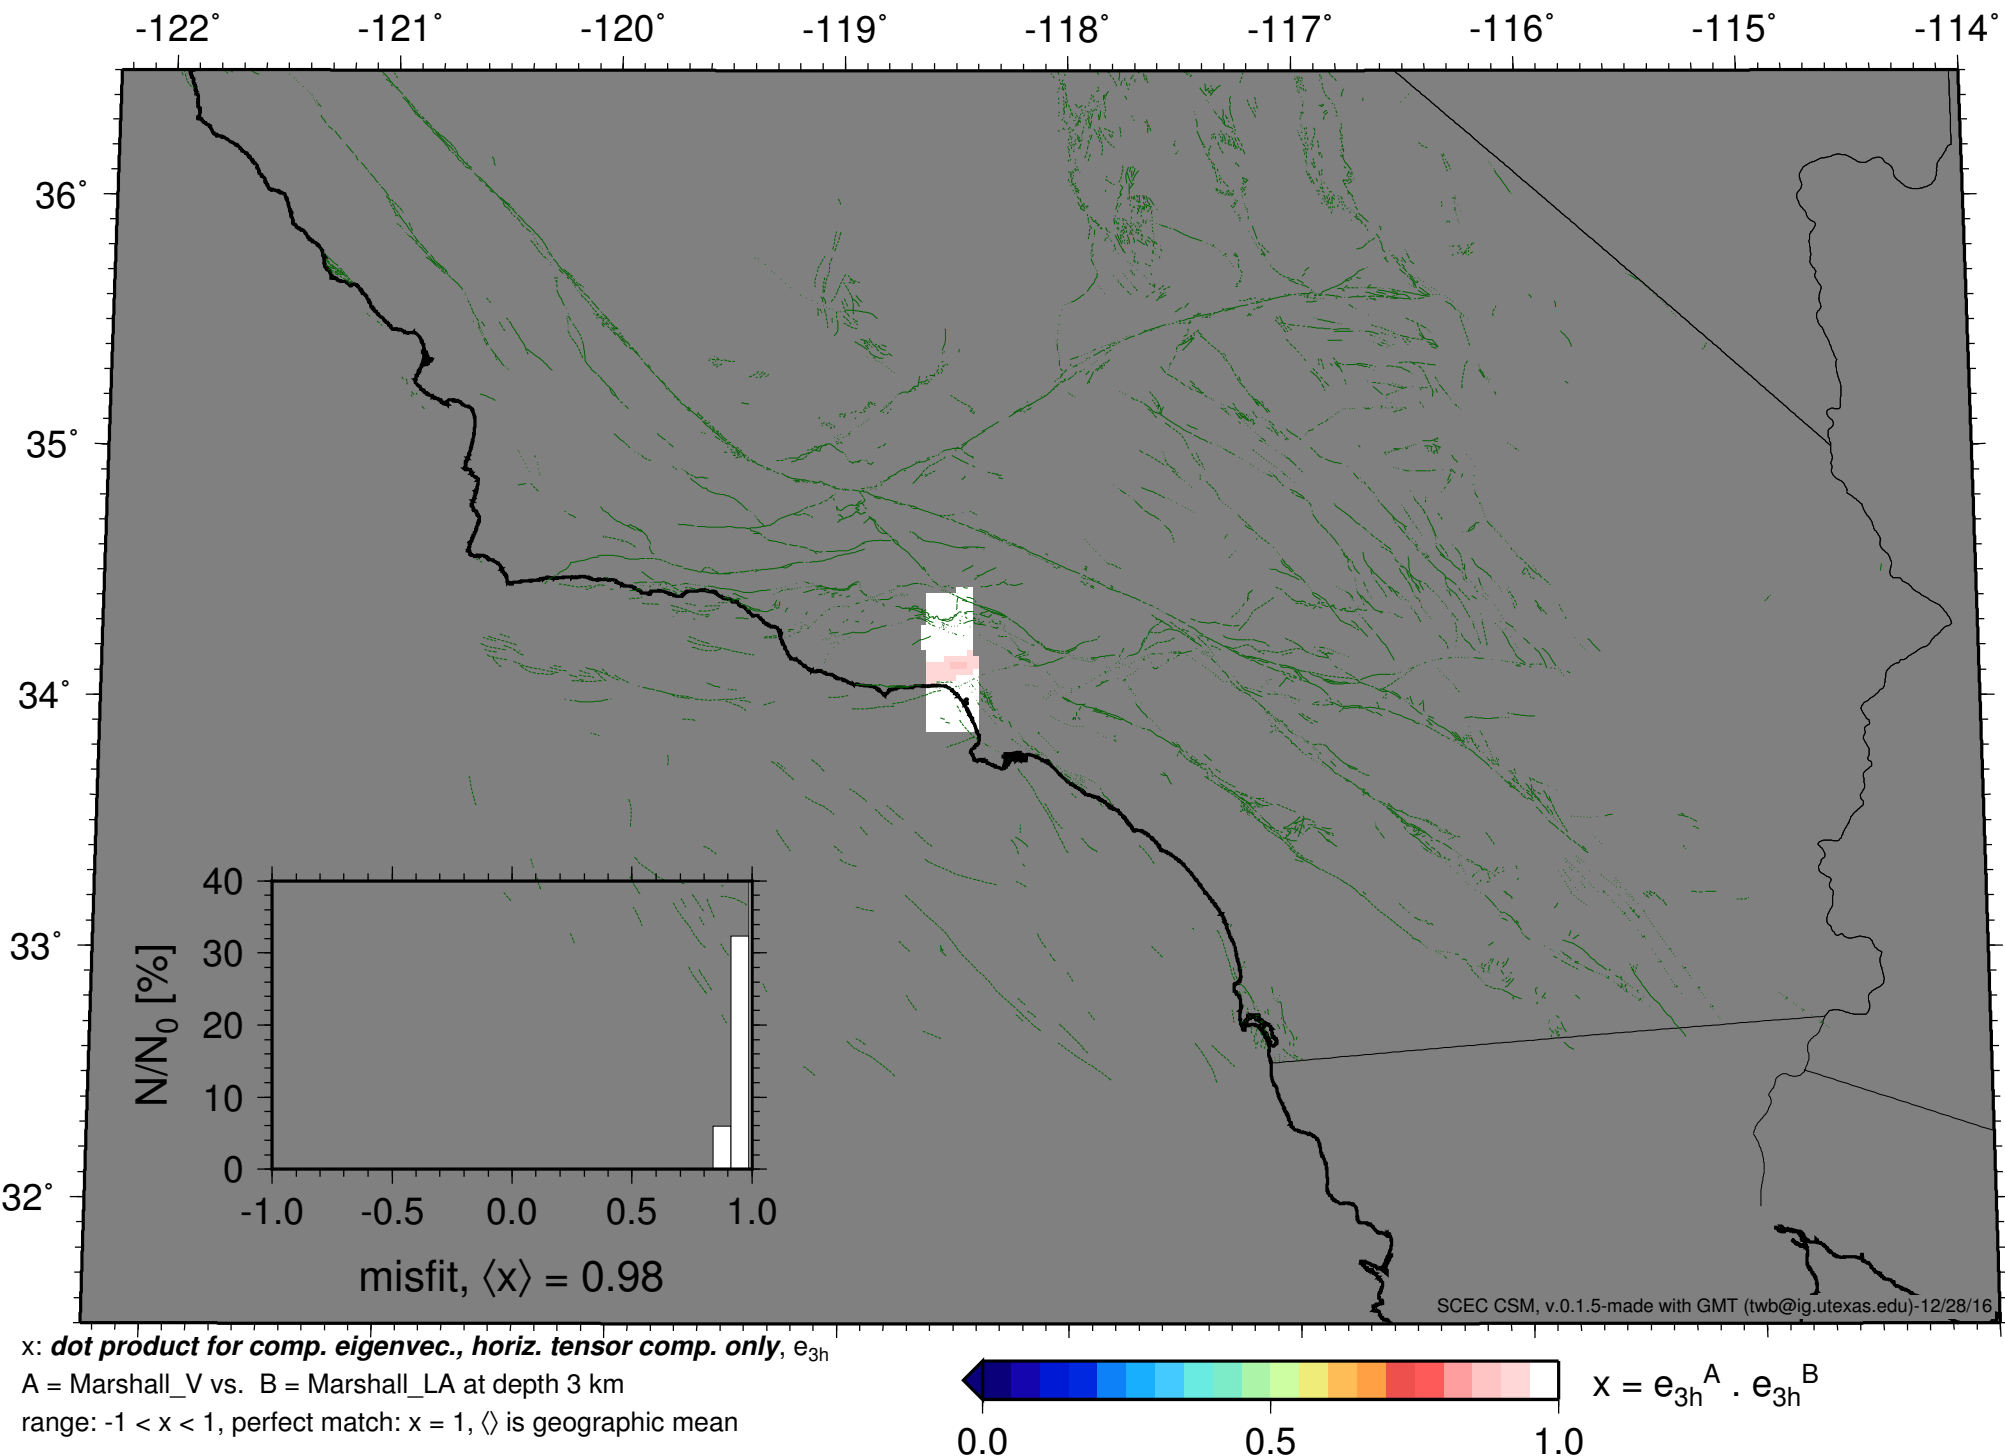 -122˚ -121˚ -120˚ -119˚ -118˚ -117˚ -116˚ -115˚ -114˚
36˚
35˚
34˚
33˚
32˚
40
30
20
10
0
N/N0 [%]
-1.0 -0.5 0.0 0.5 1.0
misfit, ⟨x⟩ = 0.98
SCEC CSM, v.0.1.5-made with GMT (twb@ig.utexas.edu)-12/28/16
x: dot product for comp. eigenvec., horiz. tensor comp. only, e3h
A = Marshall_V vs. B = Marshall_LA at depth 3 km
range: -1 < x < 1, perfect match: x = 1, ⟨⟩ is geographic mean
x = e3hA . e3hB
0.0 0.5 1.0